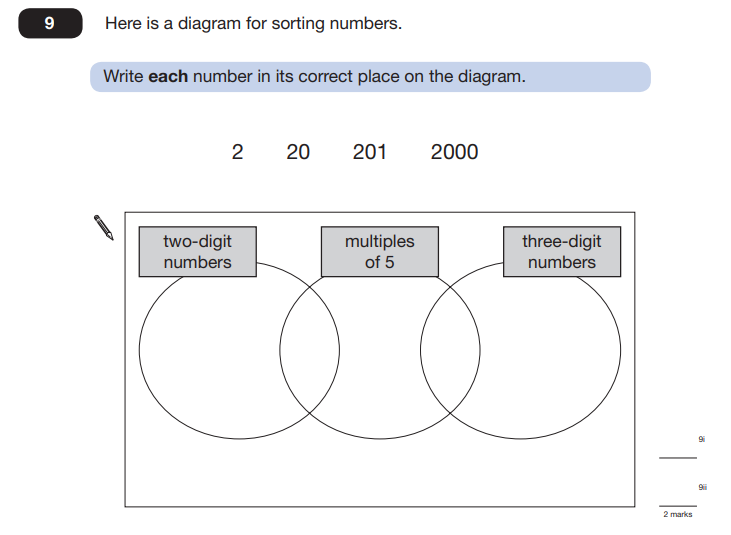 9 Here is a diagram for sorting numbers.
Write each number in its correct place on the diagram.
2 20 201 2000
two-digit
numbers
multiples
of 5
three-digit
numbers
9i
9ii
2 marks